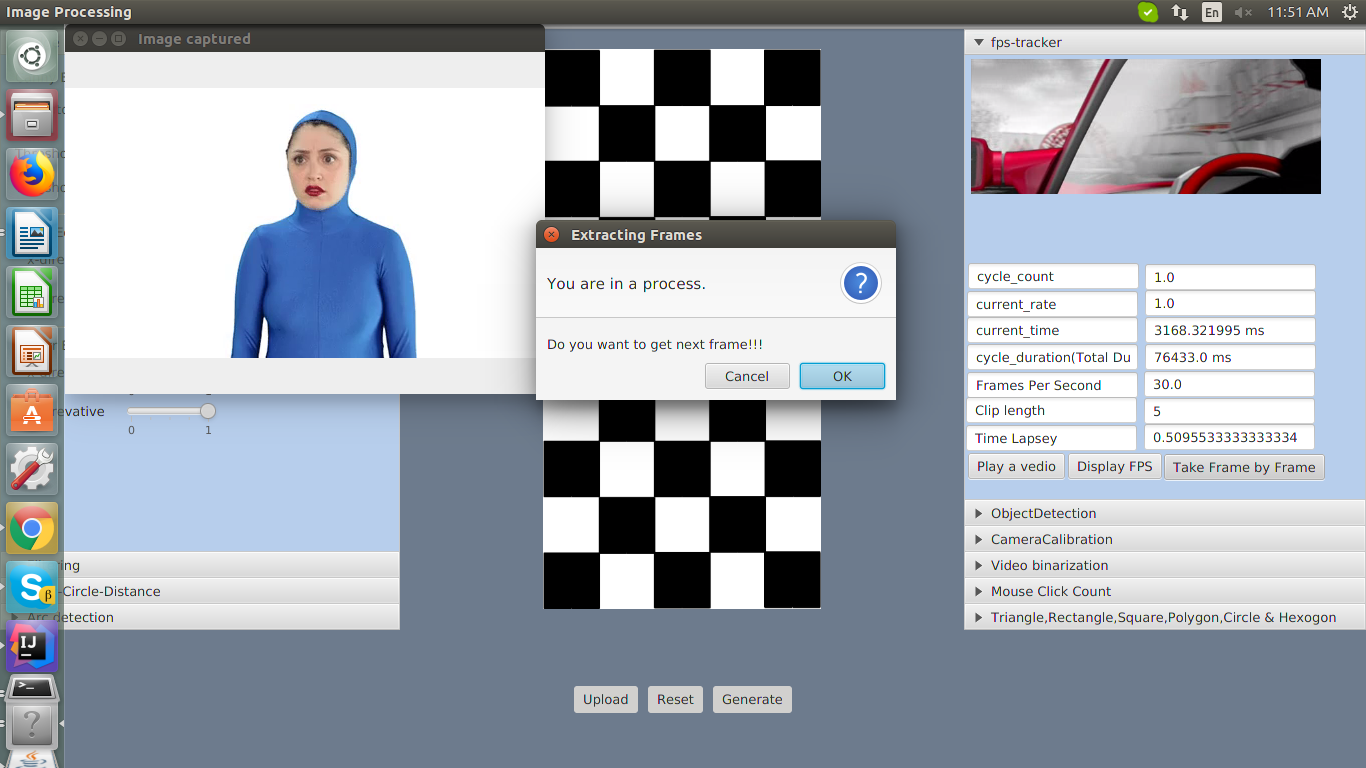 Image Processing
En
11:51 AM
Image captured
fps-tracker
Extracting Frames
You are in a process.
?
Do you want to get next frame!!!
Cancel
OK
0
1
-Circle-Distance
Arc detection
cycle_count
1.0
current_rate
1.0
current_time
3168.321995 ms
cycle_duration(Total Du
76433.0 ms
Frames Per Second
30.0
Clip length
5
Time Lapsey
0.5095533333333334
Play a vedio
Display FPS
Take Frame by Frame
ObjectDetection
CameraCalibration
Video binarization
Mouse Click Count
Triangle,Rectangle,Square,Polygon,Circle & Hexogon
Upload
Reset
Generate
S
β
IJ
>_
?